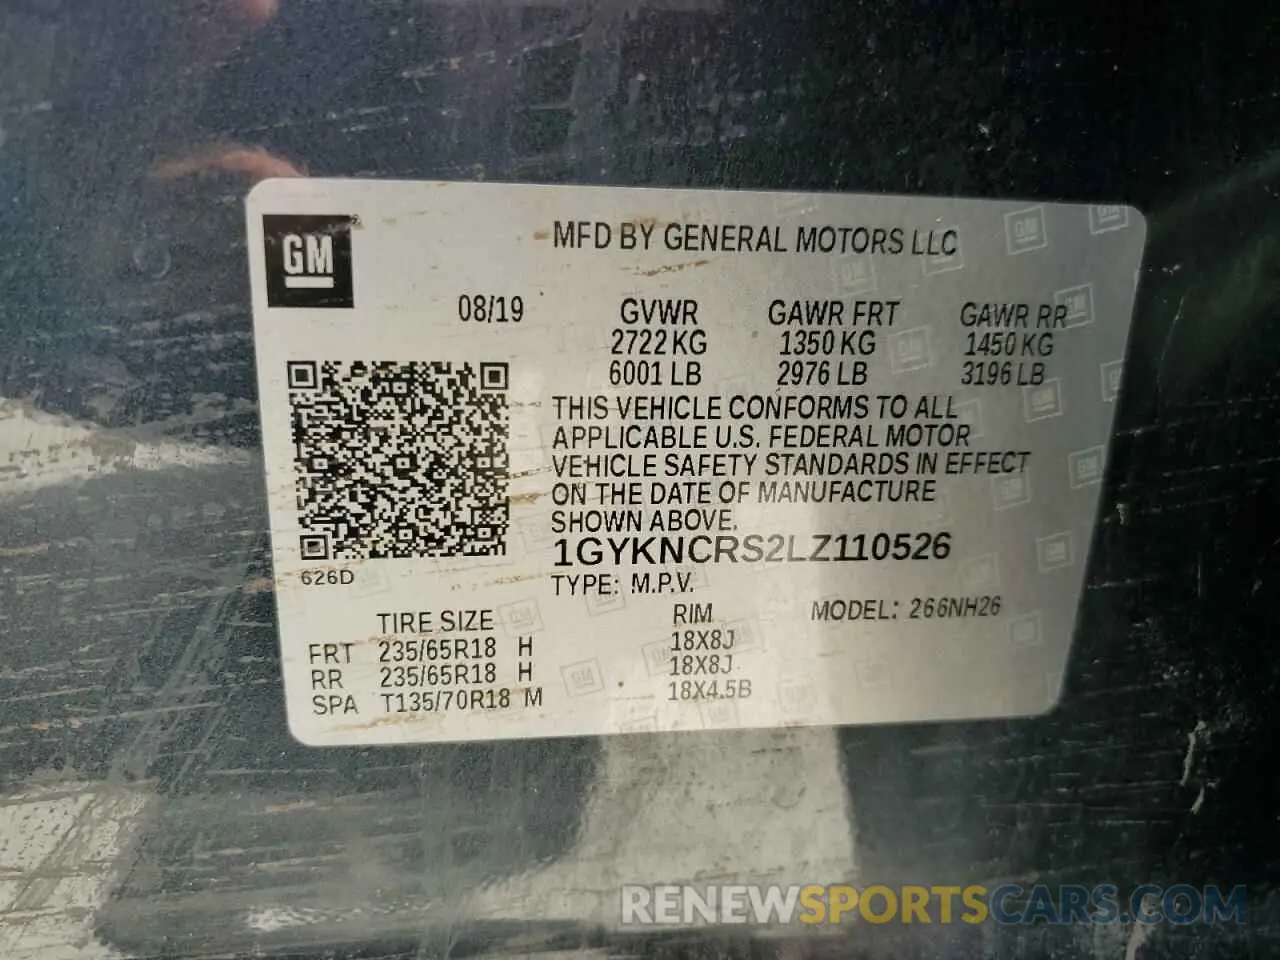 GM
MFD BY GENERAL MOTORS LLC
08/19 GVWR GAWR FRT GAWR RR
2722 KG 1350 KG 1450 KG
6001 LB 2976 LB 3196 LB
THIS VEHICLE CONFORMS TO ALL
APPLICABLE U.S. FEDERAL MOTOR
VEHICLE SAFETY STANDARDS IN EFFECT
ON THE DATE OF MANUFACTURE
SHOWN ABOVE.
1GYKNCRS2LZ110526
626D
TYPE: M.P.V.
TIRE SIZE RIM MODEL: 266NH26
FRT 235/65R18 H 18X8J
RR 235/65R18 H 18X8J
SPA T135/70R18 M 18X4.5B
RENEWSPORTSCARS.COM